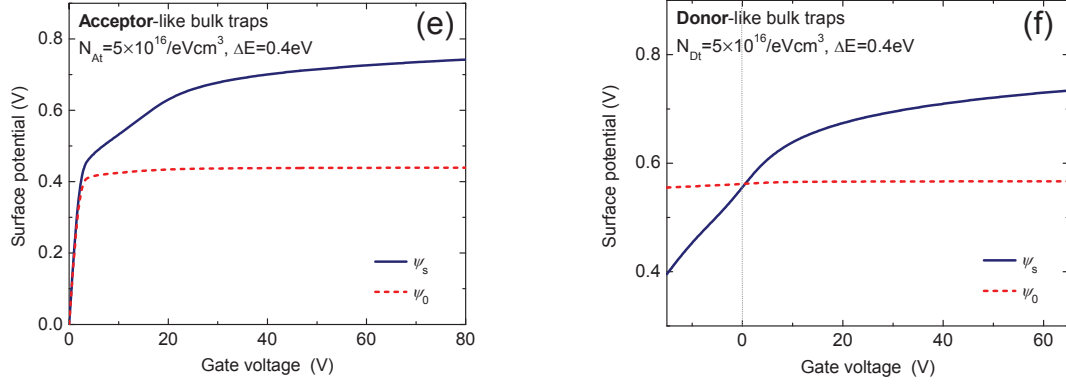 Acceptor-like bulk traps
N_At=5×10^16/eVcm^3, ΔE=0.4eV
(e)
0.8
0.6
0.4
0.2
0.0
Surface potential (V)
ψ_s
ψ_0
0 20 40 60 80
Gate voltage (V)
Donor-like bulk traps
N_Dt=5×10^16/eVcm^3, ΔE=0.4eV
(f)
0.8
0.6
0.4
Surface potential (V)
ψ_s
ψ_0
0 20 40 60
Gate voltage (V)